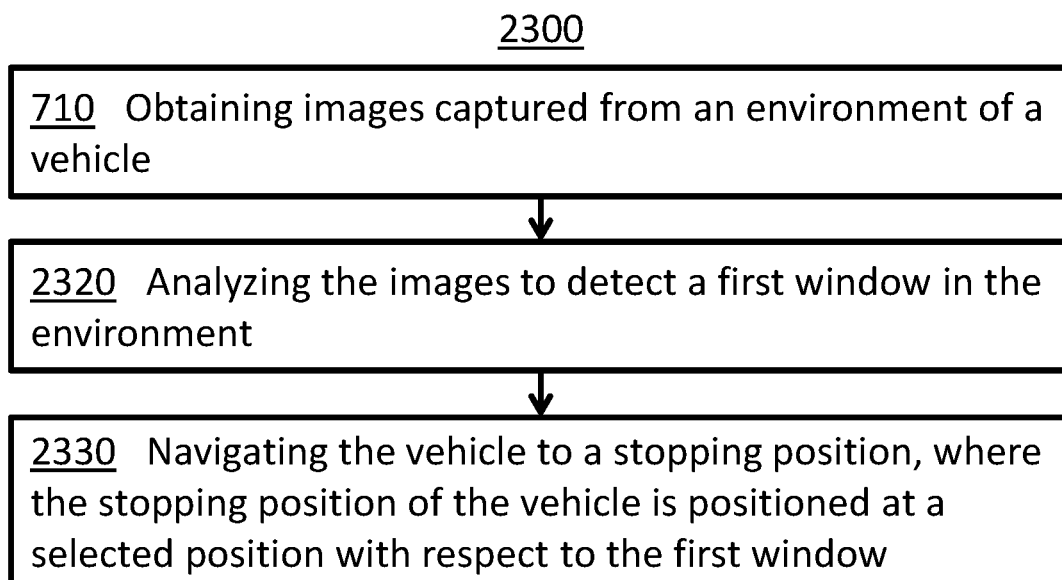 2300
710 Obtaining images captured from an environment of a
vehicle
2320 Analyzing the images to detect a first window in the
environment
2330 Navigating the vehicle to a stopping position, where
the stopping position of the vehicle is positioned at a
selected position with respect to the first window